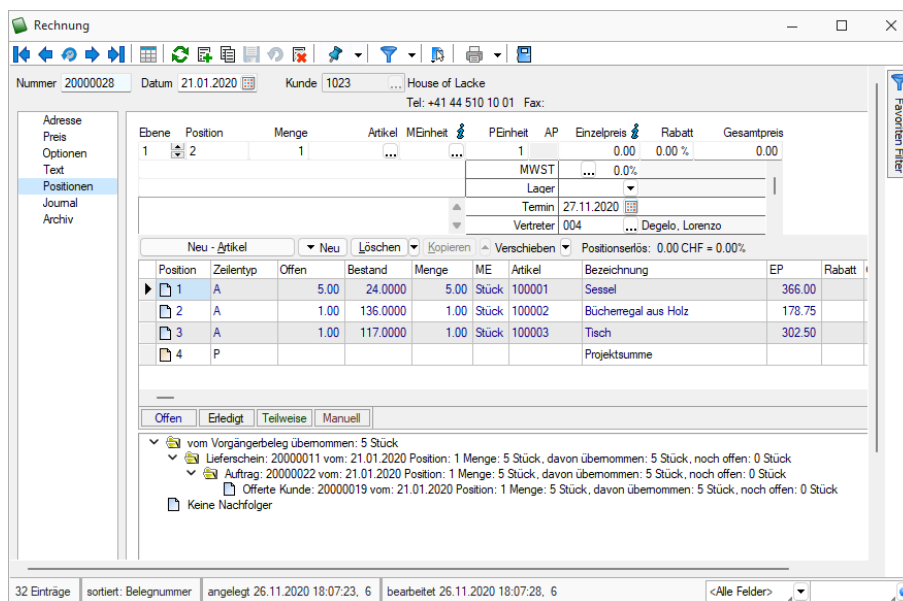 Rechnung
Nummer 20000028 Datum 21.01.2020 Kunde 1023 ... House of Lacke
Tel: +41 44 510 10 01 Fax:
Favoriten Filter
Adresse
Preis
Optionen
Text
Positionen
Journal
Archiv
Ebene Position Menge Artikel MEinheit PEinheit AP Einzelpreis Rabatt Gesamtpreis
1 2 1 ... ... 1 0.00 0.00 % 0.00
MWST ... 0.0%
Lager
Termin 27.11.2020
Vertreter 004 ... Degelo, Lorenzo
Neu - Artikel Neu Löschen Kopieren Verschieben Positionserlös: 0.00 CHF = 0.00%
Position Zeilentyp Offen Bestand Menge ME Artikel Bezeichnung EP Rabatt
1 A 5.00 24.0000 5.00 Stück 100001 Sessel 366.00
2 A 1.00 136.0000 1.00 Stück 100002 Bücherregal aus Holz 178.75
3 A 1.00 117.0000 1.00 Stück 100003 Tisch 302.50
4 P Projektsumme
Offen Erledigt Teilweise Manuell
vom Vorgängerbeleg übernommen: 5 Stück
Lieferschein: 20000011 vom: 21.01.2020 Position: 1 Menge: 5 Stück, davon übernommen: 5 Stück, noch offen: 0 Stück
Auftrag: 20000022 vom: 21.01.2020 Position: 1 Menge: 5 Stück, davon übernommen: 5 Stück, noch offen: 0 Stück
Offerte Kunde: 20000019 vom: 21.01.2020 Position: 1 Menge: 5 Stück, davon übernommen: 5 Stück, noch offen: 0 Stück
Keine Nachfolger
32 Einträge sortiert: Belegnummer angelegt 26.11.2020 18:07:23, 6 bearbeitet 26.11.2020 18:07:28, 6 <Alle Felder>